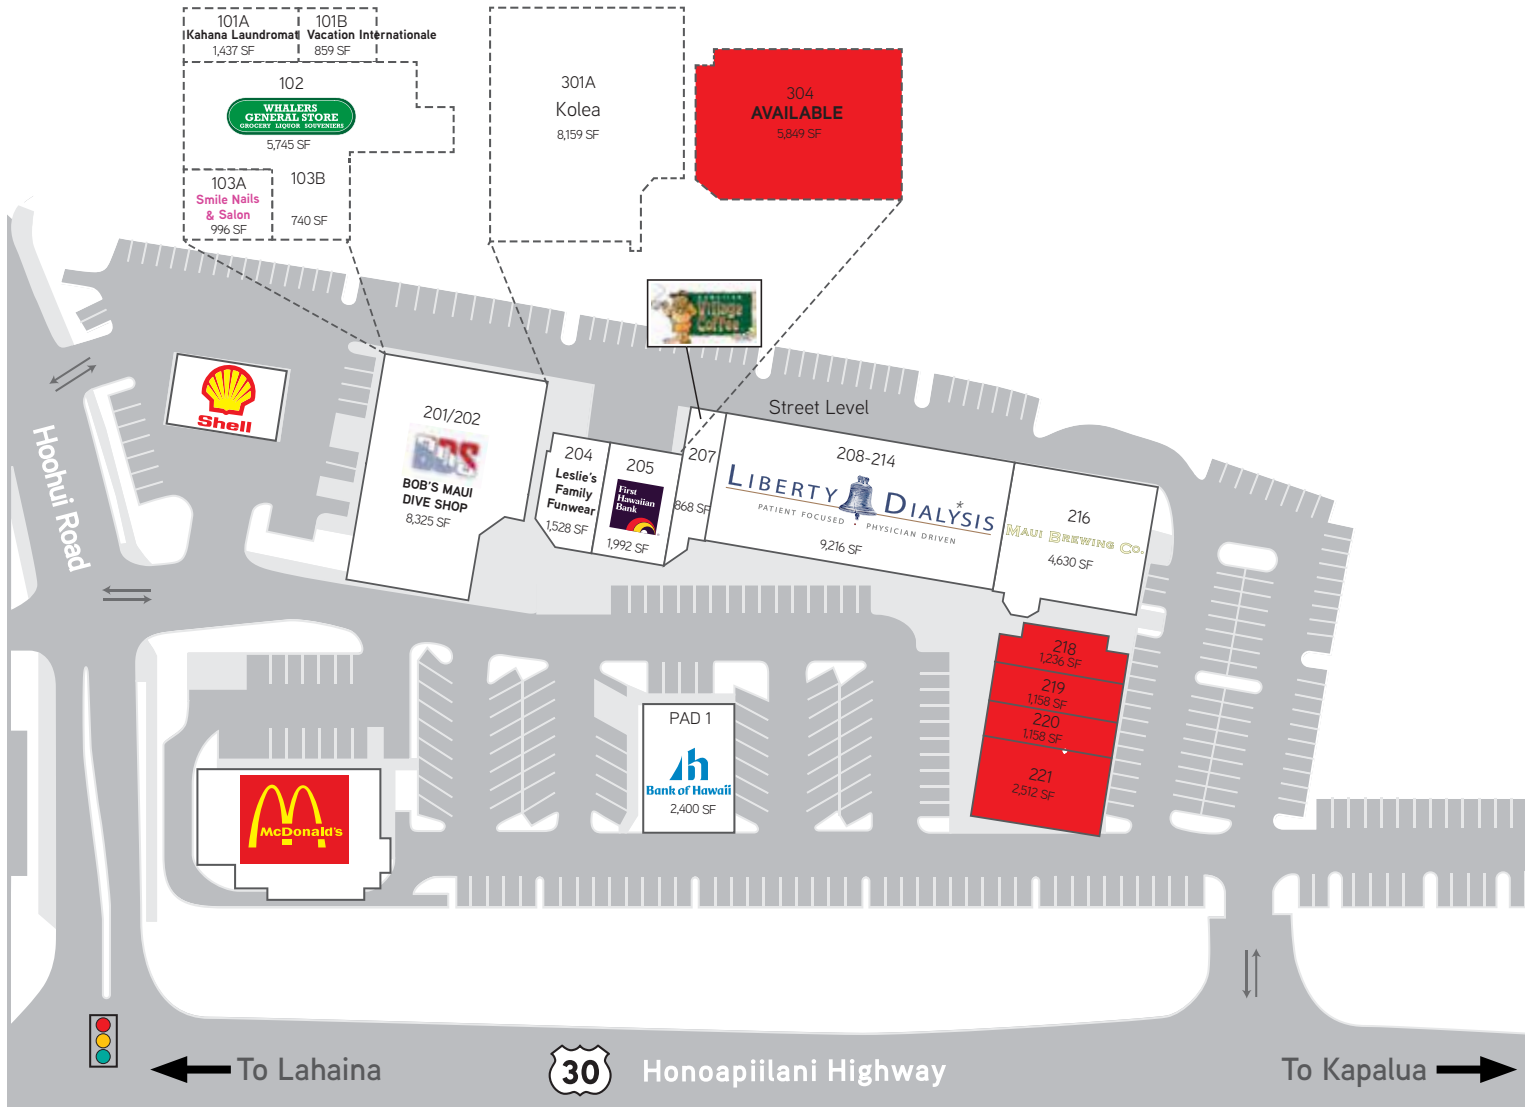 101A
Kahana Laundromat
1,437 SF
101B
Vacation Internationale
859 SF
102
WHALERS
GENERAL STORE
GROCERY LIQUOR SOUVENIERS
5,745 SF
103A
Smile Nails
& Salon
996 SF
103B
740 SF
301A
Kolea
8,159 SF
304
AVAILABLE
5,849 SF
Village
Coffee
Shell
Hoohui Road
201/202
BOB'S MAUI
DIVE SHOP
8,325 SF
204
Leslie's
Family
Funwear
1,528 SF
205
First
Hawaiian
Bank
1,992 SF
207
868 SF
Street Level
208-214
LIBERTY DIALYSIS*
PATIENT FOCUSED • PHYSICIAN DRIVEN
9,216 SF
216
MAUI BREWING CO.
4,630 SF
218
1,236 SF
219
1,158 SF
220
1,158 SF
221
2,512 SF
PAD 1
Bank of Hawaii
2,400 SF
McDonald's
To Lahaina
30
Honoapiilani Highway
To Kapalua